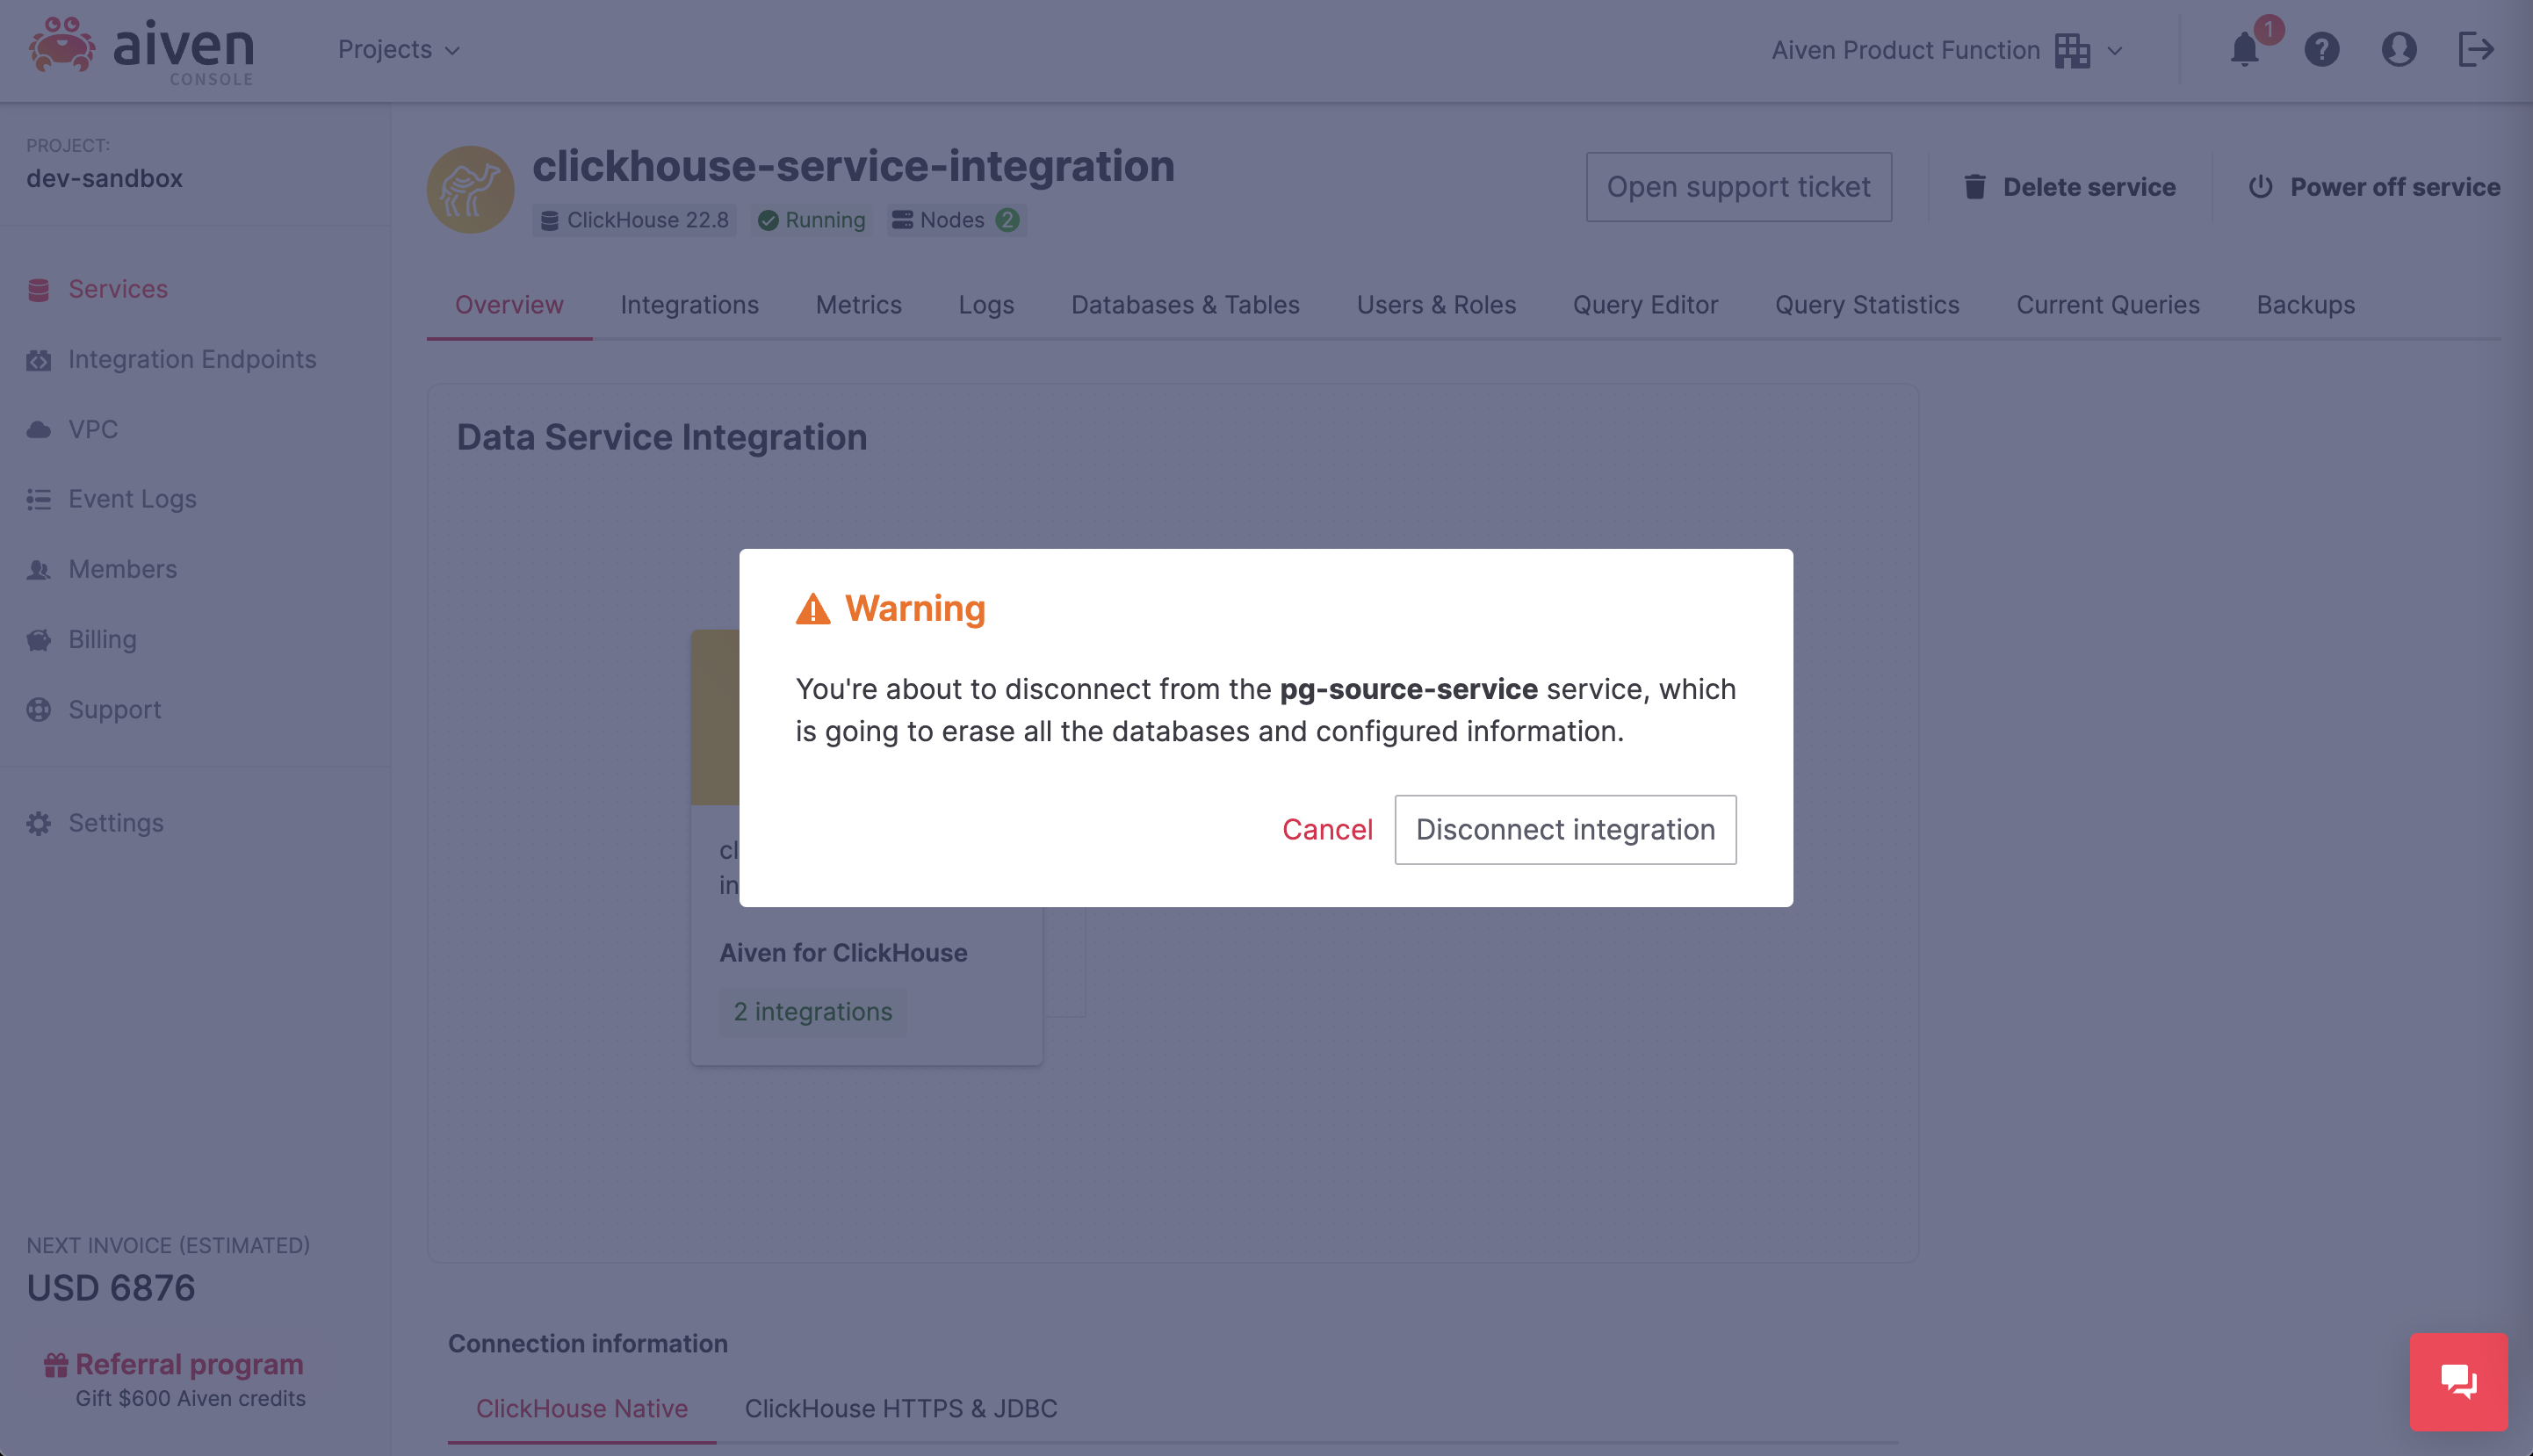 aiven
CONSOLE
Projects
Aiven Product Function
1
PROJECT:
dev-sandbox
Services
Integration Endpoints
VPC
Event Logs
Members
Billing
Support
Settings
NEXT INVOICE (ESTIMATED)
USD 6876
Referral program
Gift $600 Aiven credits
clickhouse-service-integration
ClickHouse 22.8
Running
Nodes 2
Open support ticket
Delete service
Power off service
Overview
Integrations
Metrics
Logs
Databases & Tables
Users & Roles
Query Editor
Query Statistics
Current Queries
Backups
Data Service Integration
Warning
You're about to disconnect from the pg-source-service service, which
is going to erase all the databases and configured information.
Cancel
Disconnect integration
Aiven for ClickHouse
2 integrations
Connection information
ClickHouse Native
ClickHouse HTTPS & JDBC